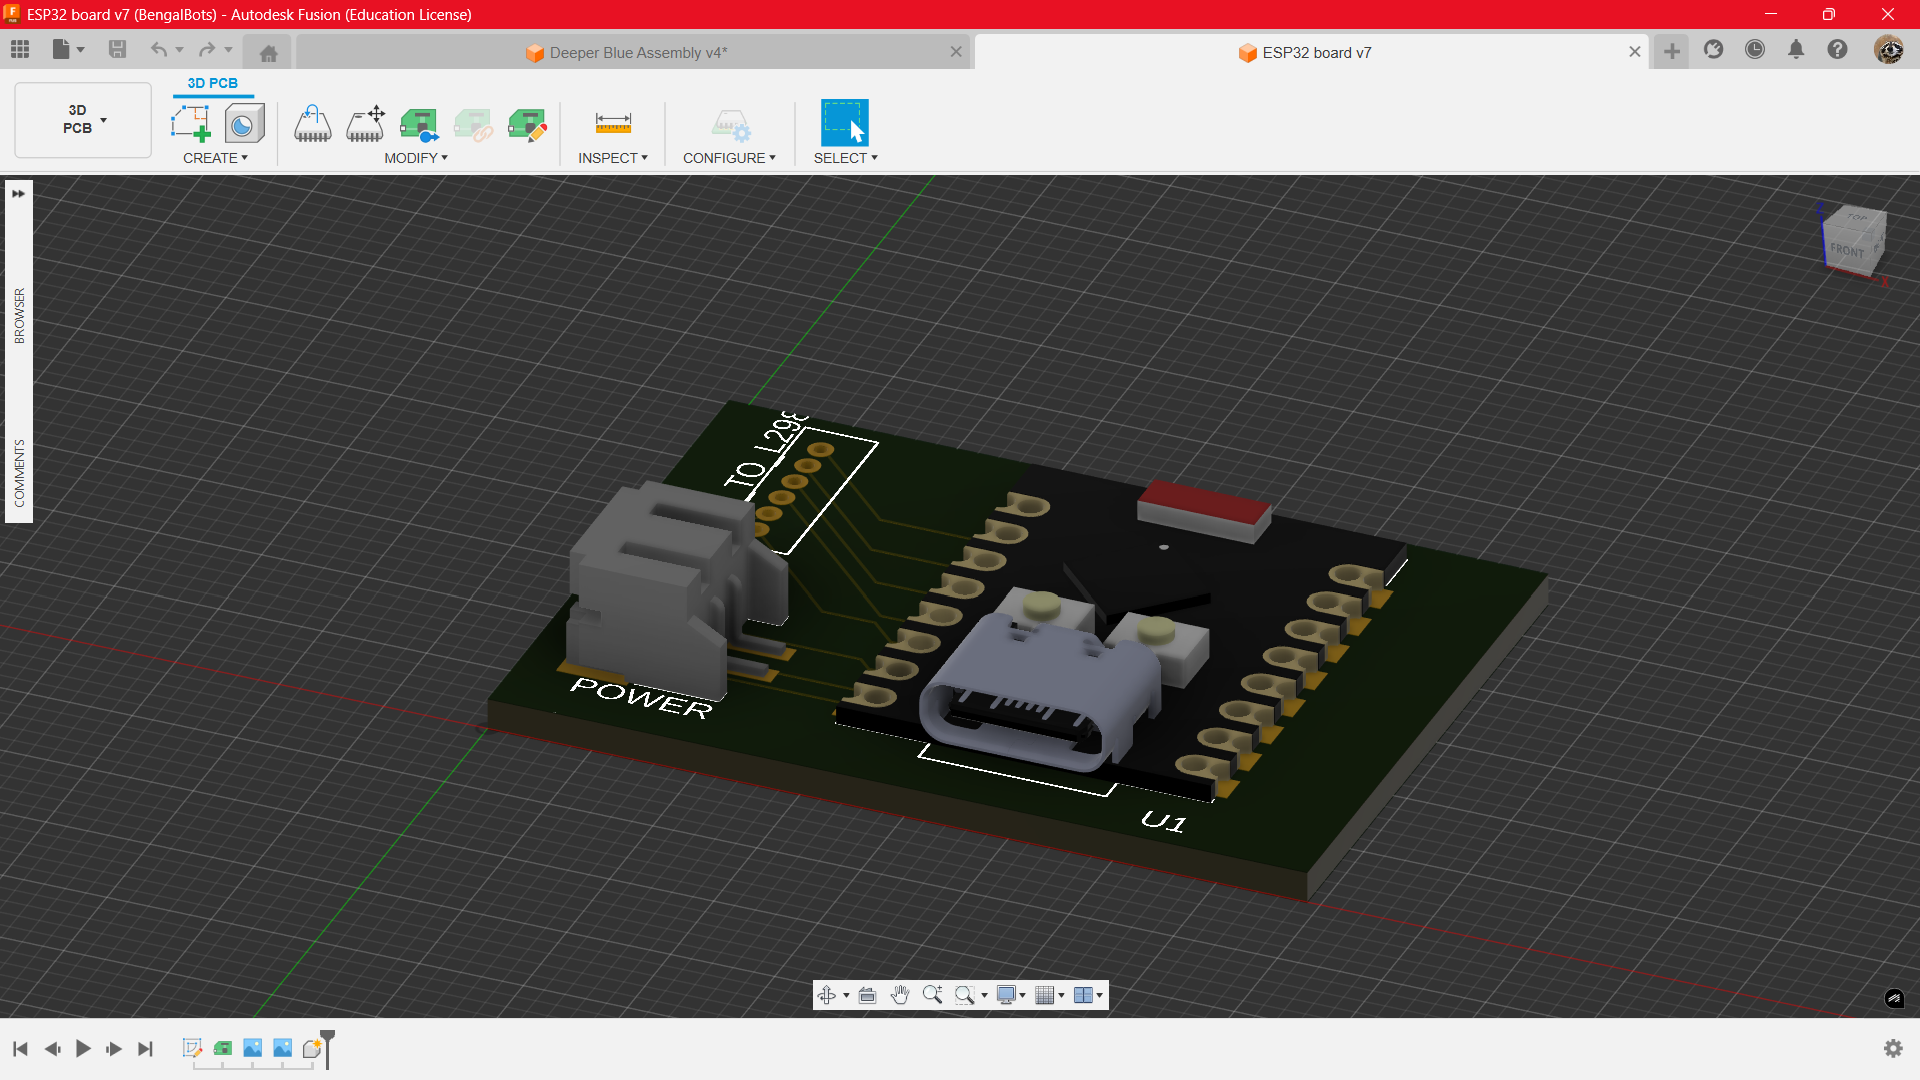 ESP32 board v7 (BengalBots) - Autodesk Fusion (Education License)
Deeper Blue Assembly v4*
ESP32 board v7
3D PCB
3D
PCB
CREATE
MODIFY
INSPECT
CONFIGURE
SELECT
BROWSER
COMMENTS
TOP
FRONT
Z
X
TO L298
POWER
U1